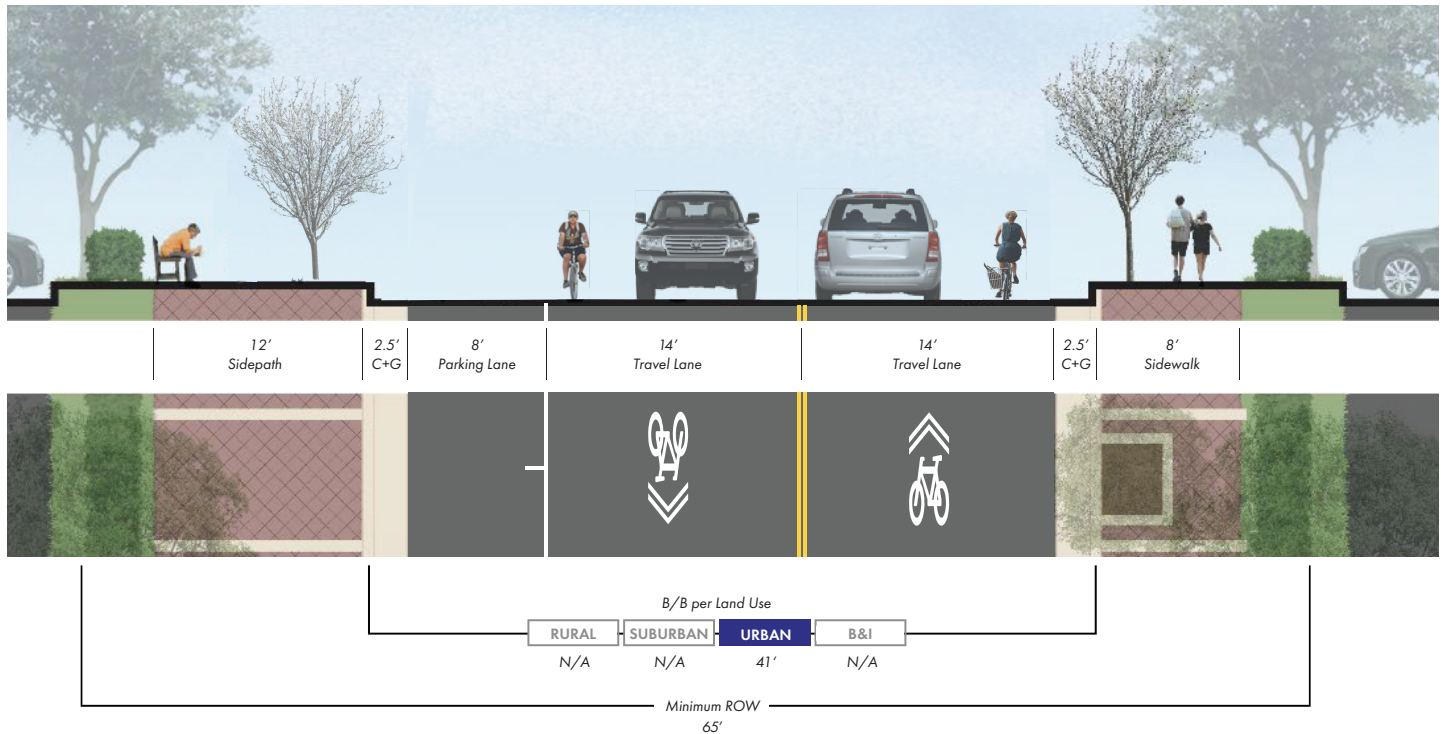 12' 2.5' 8' 14' 14' 2.5' 8'
Sidepath C+G Parking Lane Travel Lane Travel Lane C+G Sidewalk
B/B per Land Use
RURAL SUBURBAN URBAN B&I
N/A N/A 41' N/A
Minimum ROW
65'